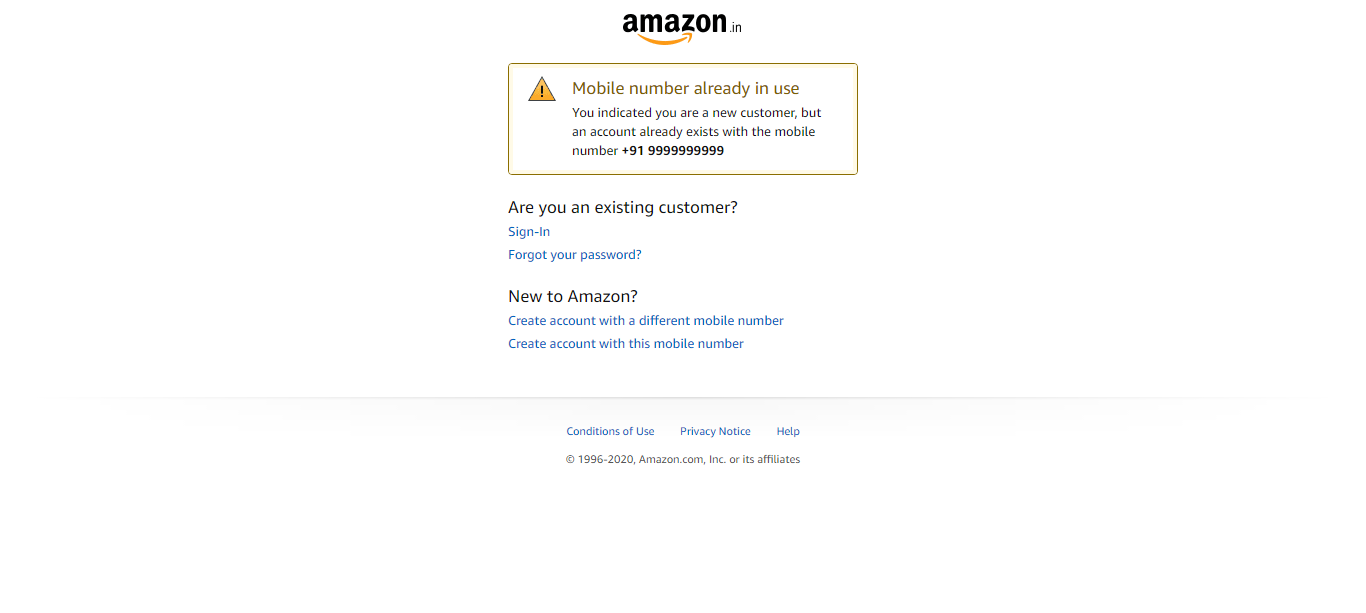 amazon.in
Mobile number already in use
You indicated you are a new customer, but
an account already exists with the mobile
number +91 9999999999
Are you an existing customer?
Sign-In
Forgot your password?
New to Amazon?
Create account with a different mobile number
Create account with this mobile number
Conditions of Use Privacy Notice Help
© 1996-2020, Amazon.com, Inc. or its affiliates